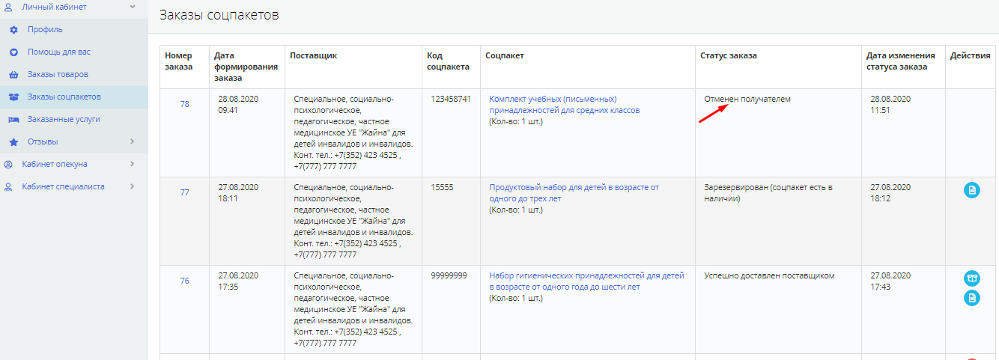 Личный кабинет
Профиль
Помощь для вас
Заказы товаров
Заказы соцпакетов
Заказанные услуги
Отзывы
Кабинет опекуна
Кабинет специалиста
Заказы соцпакетов
Номер
заказа
Дата
формирования
заказа
Поставщик
Код
соцпакета
Соцпакет
Статус заказа
Дата изменения
статуса заказа
Действия
78
28.08.2020
09:41
Специальное, социально-
психологическое,
педагогическое, частное
медицинское УЕ "Жайна" для
детей инвалидов и инвалидов.
Конт. тел.: +7(352) 423 4525 ,
+7(777) 777 7777
123458741
Комплект учебных (письменных)
принадлежностей для средних классов
(Кол-во: 1 шт.)
Отменен получателем
28.08.2020
11:51
77
27.08.2020
18:11
Специальное, социально-
психологическое,
педагогическое, частное
медицинское УЕ "Жайна" для
детей инвалидов и инвалидов.
Конт. тел.: +7(352) 423 4525 ,
+7(777) 777 7777
15555
Продуктовый набор для детей в возрасте от
одного до трех лет
(Кол-во: 1 шт.)
Зарезервирован (соцпакет есть в
наличии)
27.08.2020
18:12
76
27.08.2020
17:35
Специальное, социально-
психологическое,
педагогическое, частное
медицинское УЕ "Жайна" для
детей инвалидов и инвалидов.
Конт. тел.: +7(352) 423 4525 ,
+7(777) 777 7777
99999999
Набор гигиенических принадлежностей для детей
в возрасте от одного года до шести лет
(Кол-во: 1 шт.)
Успешно доставлен поставщиком
27.08.2020
17:43